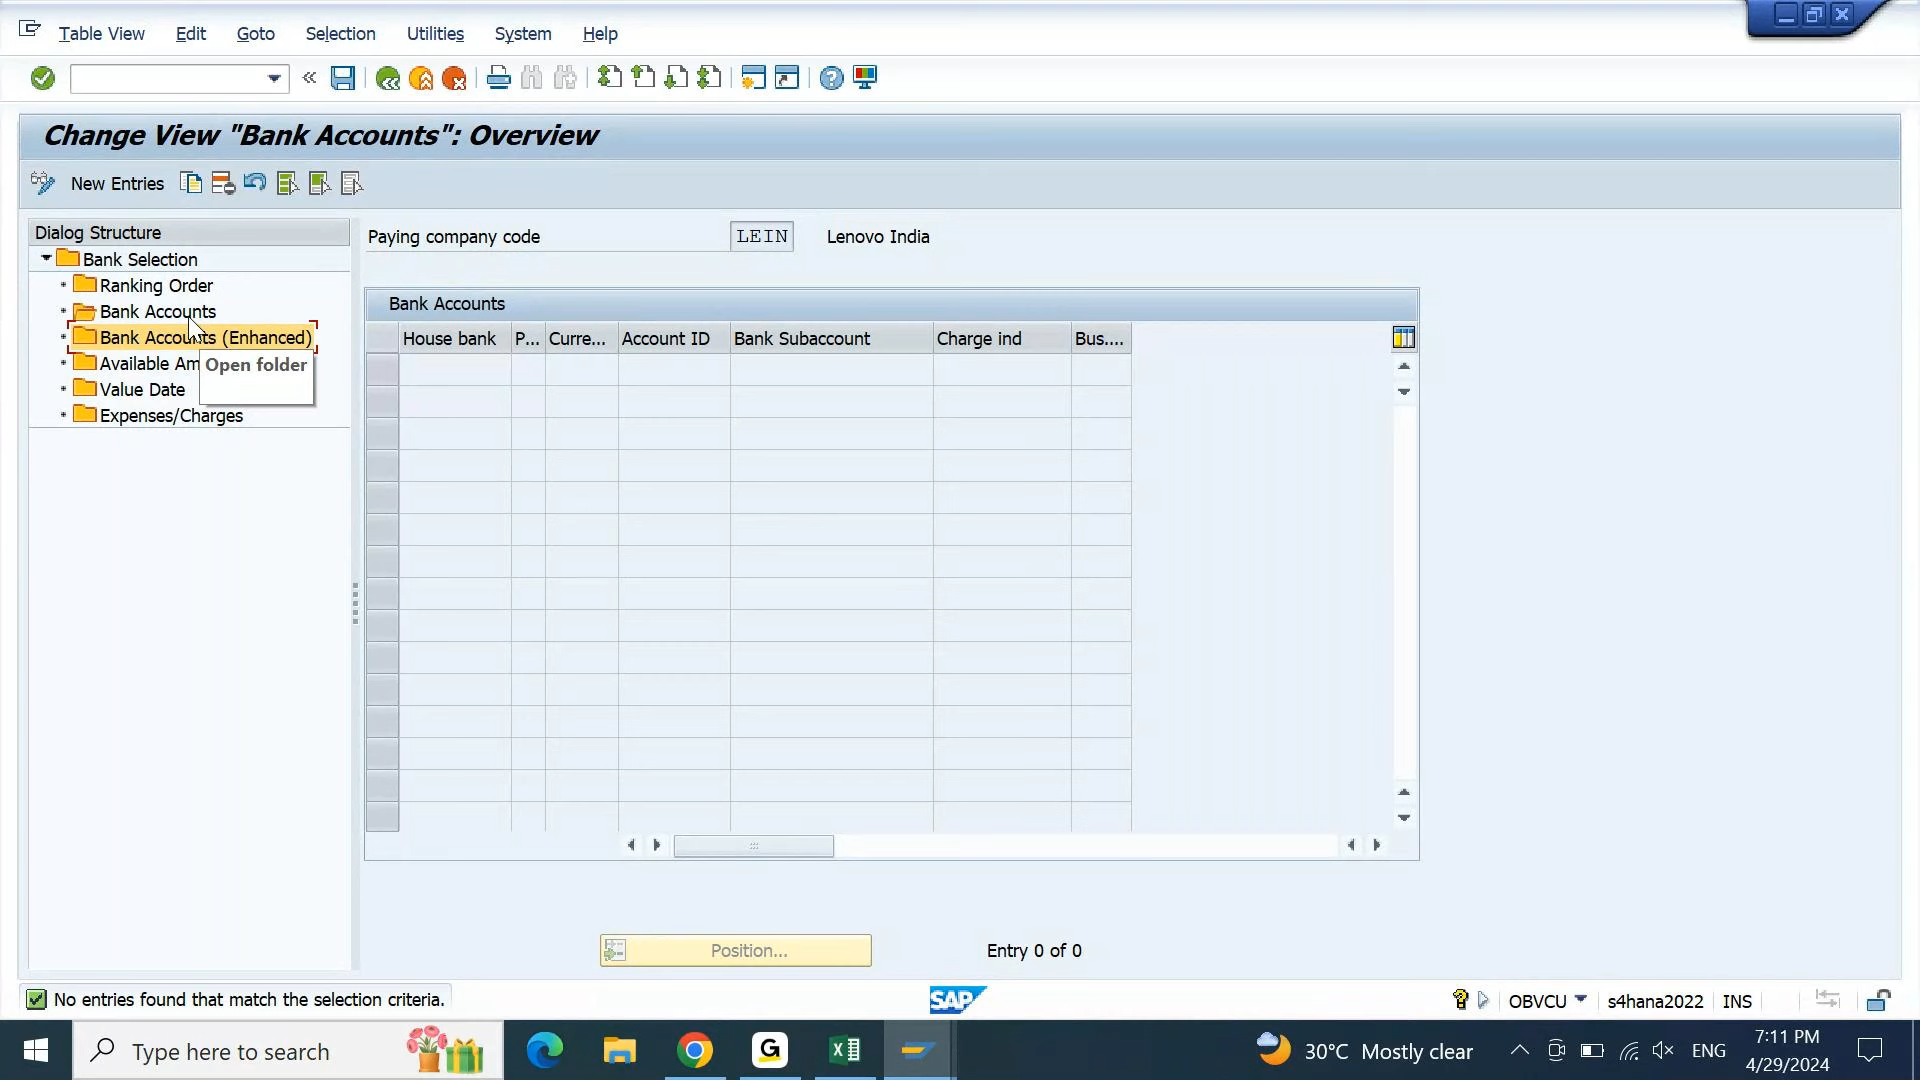 Table View Edit Goto Selection Utilities System Help
Change View "Bank Accounts": Overview
New Entries
Dialog Structure
Bank Selection
Ranking Order
Bank Accounts
Bank Accounts (Enhanced)
Available Am
Open folder
Value Date
Expenses/Charges
Paying company code LEIN Lenovo India
Bank Accounts
House bank P... Curre... Account ID Bank Subaccount Charge ind Bus....
Position... Entry 0 of 0
No entries found that match the selection criteria.
SAP
OBVCU s4hana2022 INS
Type here to search
30°C Mostly clear
ENG
7:11 PM
4/29/2024